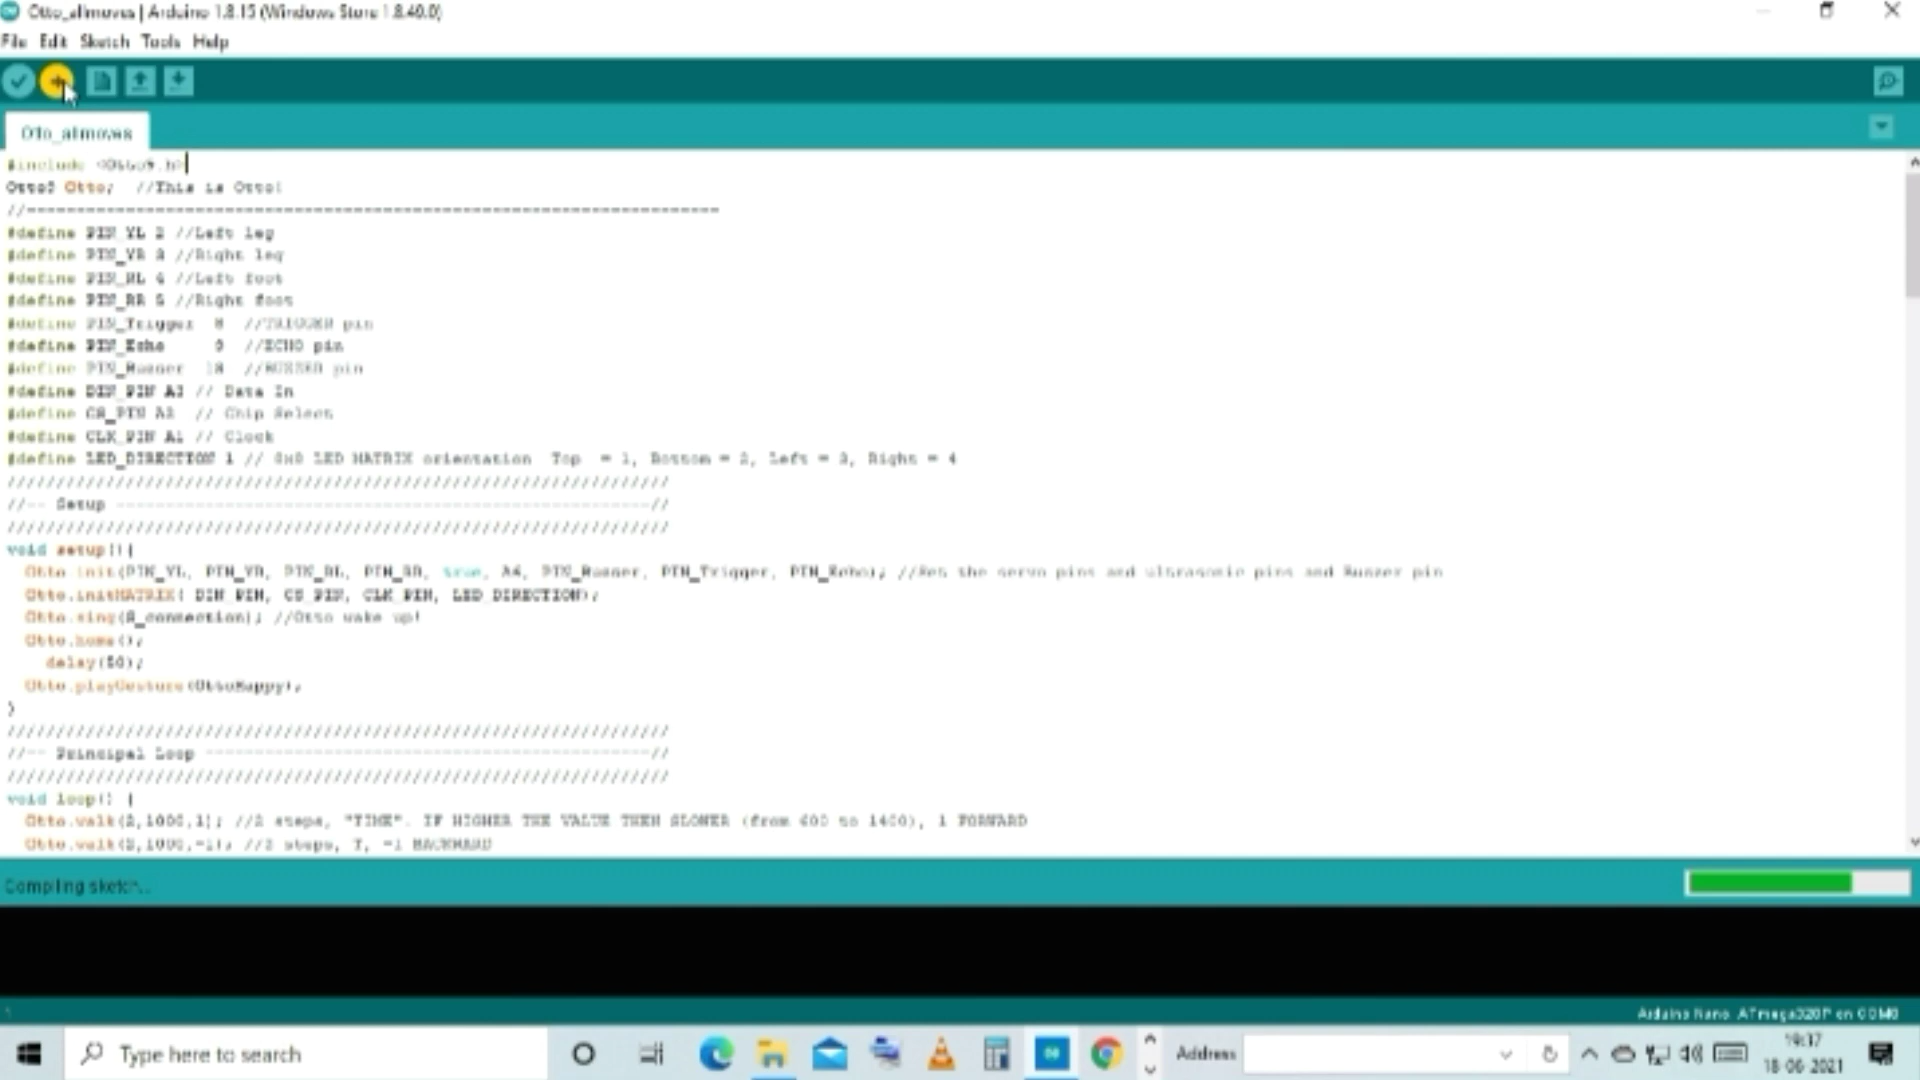 Otto_allmoves | Arduino 1.8.15 (Windows Store 1.8.49.0)
File Edit Sketch Tools Help
Otto_allmoves
#include <Otto9.h>
Otto9 Otto; //This is Otto!
//---------------------------------------------------------------------
#define PIN_YL 2 //Left leg
#define PIN_YR 3 //Right leg
#define PIN_RL 4 //Left foot
#define PIN_RR 5 //Right foot
#define PIN_Trigger 8 //TRIGGER pin
#define PIN_Echo 9 //ECHO pin
#define PIN_Buzzer //BUZZER pin
#define DIN_PIN A3 // Data In
#define CS_PIN A2 // Chip Select
#define CLK_PIN A1 // Clock
#define LED_DIRECTION 1 // 8x8 LED MATRIX orientation Top = 1, Bottom = 2, Left = 3, Right = 4
///////////////////////////////////////////////////////////////////
//-- Setup ------------------------------------------------------//
///////////////////////////////////////////////////////////////////
void setup(){
Otto.init(PIN_YL, PIN_YR, PIN_RL, PIN_RR, true, A6, PIN_Buzzer, PIN_Trigger, PIN_Echo); //Set the servo pins and ultrasonic pins and Buzzer pin
Otto.initMATRIX( DIN_PIN, CS_PIN, CLK_PIN, LED_DIRECTION);
Otto.sing(S_connection); //Otto wake up!
Otto.home();
delay(50);
Otto.playGesture(OttoHappy);
}
///////////////////////////////////////////////////////////////////
//-- Principal Loop ---------------------------------------------//
///////////////////////////////////////////////////////////////////
void loop() {
Otto.walk(2,1000,1); //2 steps, "TIME". IF HIGHER THE VALUE THEN SLOWER (from 600 to 1400), 1 FORWARD
Otto.walk(2,1000,-1); //2 steps, T, -1 BACKWARD
Compiling sketch...
Arduino Nano, ATmega328P on
Type here to search
Address
19:37
18-06-2021